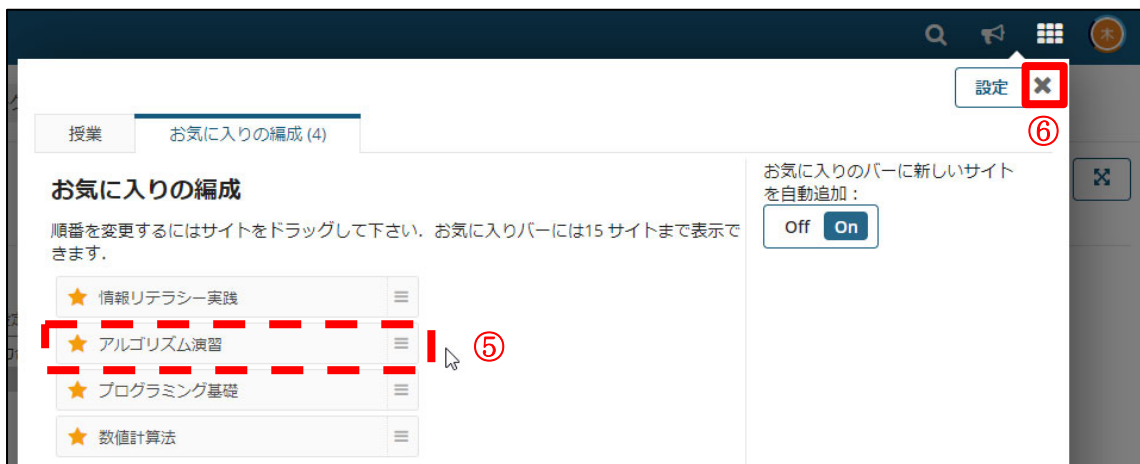 木
設定
⑥
授業
お気に入りの編成 (4)
お気に入りの編成
順番を変更するにはサイトをドラッグして下さい．お気に入りバーには15 サイトまで表示で
きます．
お気に入りのバーに新しいサイト
を自動追加：
Off On
情報リテラシー実践
アルゴリズム演習
⑤
プログラミング基礎
数値計算法